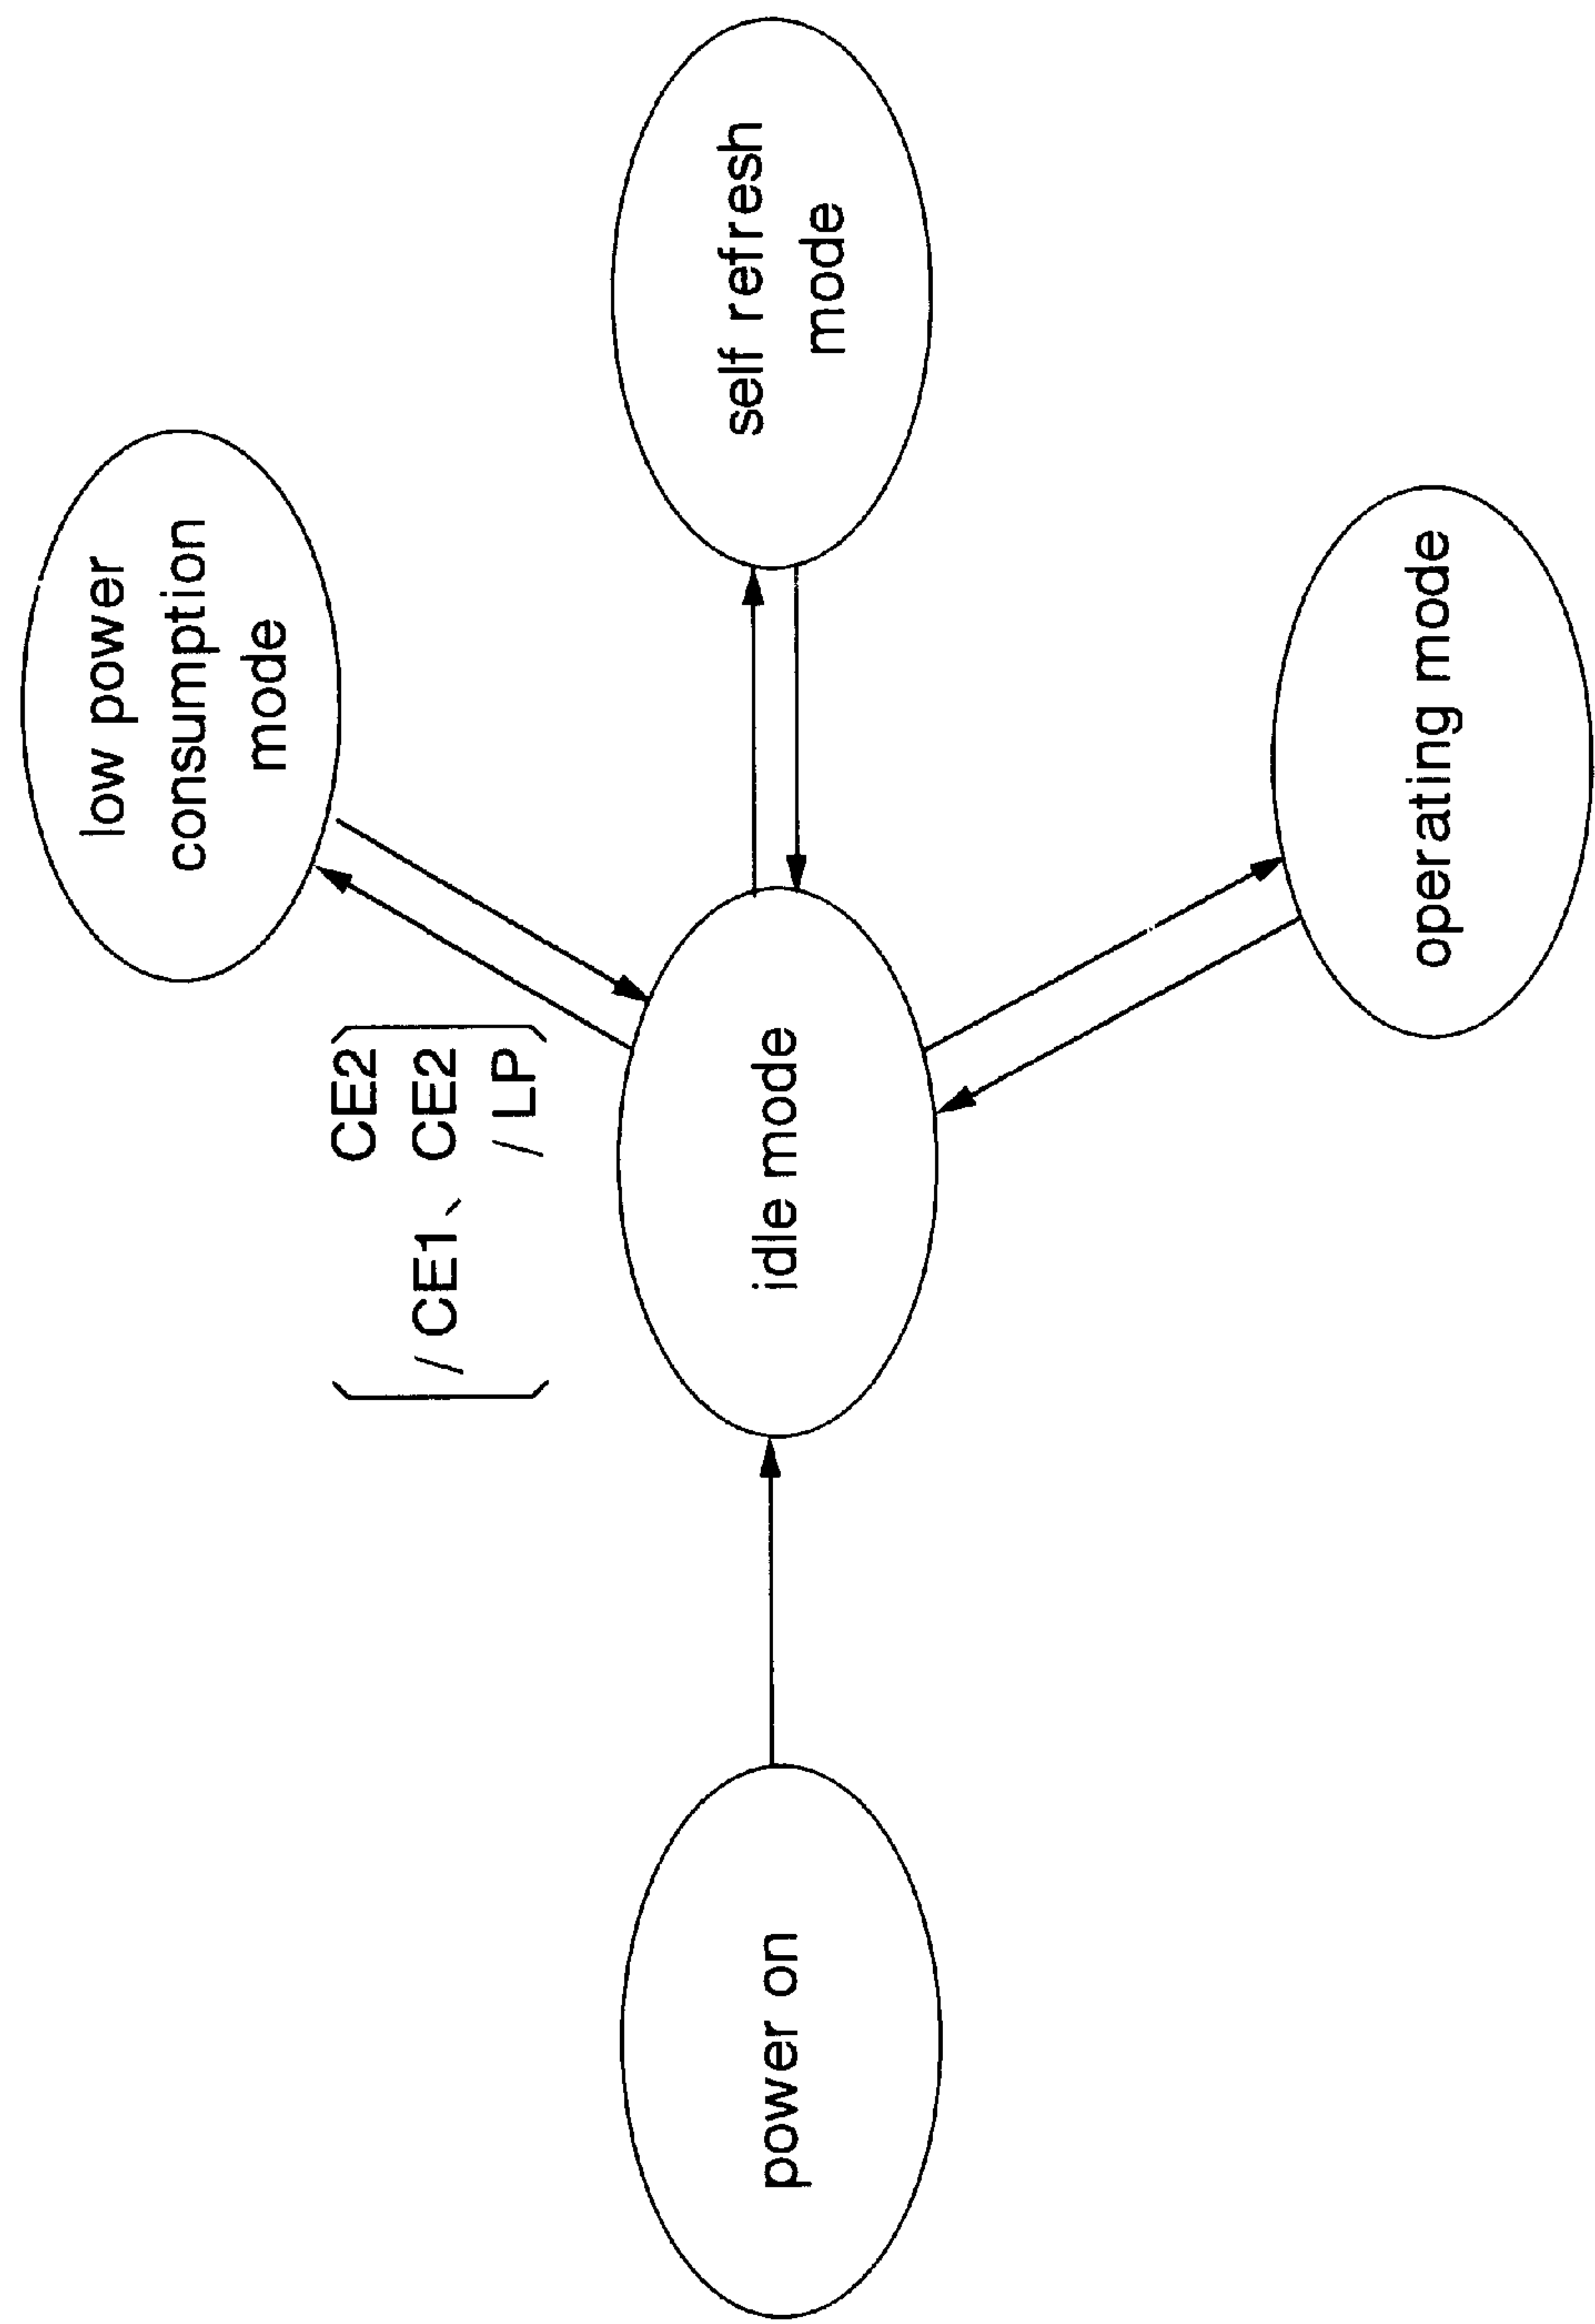 low power
consumption
mode
CE2
/CE1、CE2
/LP
self refresh
mode
power on
idle mode
operating mode